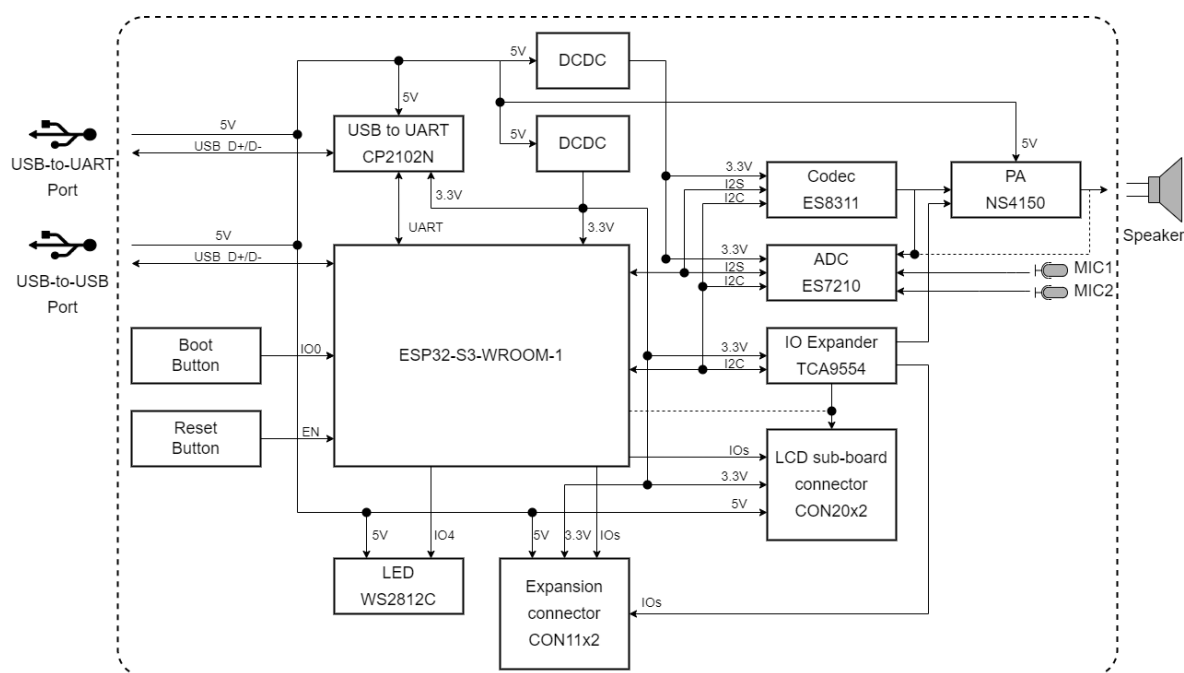 5V
DCDC
5V
5V
USB to UART
CP2102N
5V
DCDC
5V
USB D+/D-
USB-to-UART
Port
3.3V
UART
3.3V
5V
3.3V
I2S
I2C
Codec
ES8311
PA
NS4150
Speaker
5V
USB D+/D-
USB-to-USB
Port
3.3V
I2S
I2C
ADC
ES7210
MIC1
MIC2
Boot
Button
IO0
ESP32-S3-WROOM-1
3.3V
I2C
IO Expander
TCA9554
Reset
Button
EN
IOs
3.3V
5V
LCD sub-board
connector
CON20x2
5V
IO4
5V
3.3V
IOs
LED
WS2812C
Expansion
connector
CON11x2
IOs